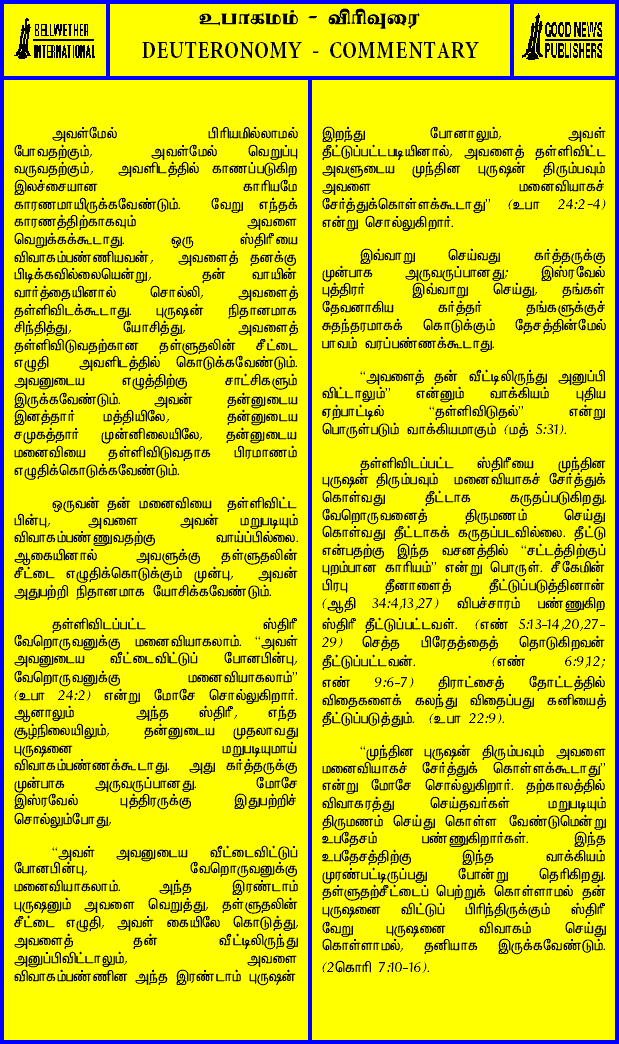 BELLWETHER
INTERNATIONAL
உபாகமம் - விரிவுரை
DEUTERONOMY - COMMENTARY
GOOD NEWS
PUBLISHERS
அவள்மேல் பிரியமில்லாமல்
போவதற்கும், அவள்மேல் வெறுப்பு
வருவதற்கும், அவளிடத்தில் காணப்படுகிற
இலச்சையான காரியமே
காரணமாயிருக்கவேண்டும். வேறு எந்தக்
காரணத்திற்காகவும் அவளை
வெறுக்கக்கூடாது. ஒரு ஸ்திரீயை
விவாகம்பண்ணியவன், அவளைத் தனக்கு
பிடிக்கவில்லையென்று, தன் வாயின்
வார்த்தையினால் சொல்லி, அவளைத்
தள்ளிவிடக்கூடாது. புருஷன் நிதானமாக
சிந்தித்து, யோசித்து, அவளைத்
தள்ளிவிடுவதற்கான தள்ளுதலின் சீட்டை
எழுதி அவளிடத்தில் கொடுக்கவேண்டும்.
அவனுடைய எழுத்திற்கு சாட்சிகளும்
இருக்கவேண்டும். அவன் தன்னுடைய
இனத்தார் மத்தியிலே, தன்னுடைய
சமுகத்தார் முன்னிலையிலே, தன்னுடைய
மனைவியை தள்ளிவிடுவதாக பிரமாணம்
எழுதிக்கொடுக்கவேண்டும்.
ஒருவன் தன் மனைவியை தள்ளிவிட்ட
பின்பு, அவளை அவன் மறுபடியும்
விவாகம்பண்ணுவதற்கு வாய்ப்பில்லை.
ஆகையினால் அவளுக்கு தள்ளுதலின்
சீட்டை எழுதிக்கொடுக்கும் முன்பு, அவன்
அதுபற்றி நிதானமாக யோசிக்கவேண்டும்.
தள்ளிவிடப்பட்ட ஸ்திரீ
வேறொருவனுக்கு மனைவியாகலாம். “அவள்
அவனுடைய வீட்டைவிட்டுப் போனபின்பு,
வேறொருவனுக்கு மனைவியாகலாம்”
(உபா 24:2) என்று மோசே சொல்லுகிறார்.
ஆனாலும் அந்த ஸ்திரீ, எந்த
சூழ்நிலையிலும், தன்னுடைய முதலாவது
புருஷனை மறுபடியுமாய்
விவாகம்பண்ணக்கூடாது. அது கர்த்தருக்கு
முன்பாக அருவருப்பானது. மோசே
இஸ்ரவேல் புத்திரருக்கு இதுபற்றிச்
சொல்லும்போது,
“அவள் அவனுடைய வீட்டைவிட்டுப்
போனபின்பு, வேறொருவனுக்கு
மனைவியாகலாம். அந்த இரண்டாம்
புருஷனும் அவளை வெறுத்து, தள்ளுதலின்
சீட்டை எழுதி, அவள் கையிலே கொடுத்து,
அவளைத் தன் வீட்டிலிருந்து
அனுப்பிவிட்டாலும், அவளை
விவாகம்பண்ணின அந்த இரண்டாம் புருஷன்
இறந்து போனாலும், அவள்
தீட்டுப்பட்டபடியினால், அவளைத் தள்ளிவிட்ட
அவளுடைய முந்தின புருஷன் திரும்பவும்
அவளை மனைவியாகச்
சேர்த்துக்கொள்ளக்கூடாது” (உபா 24:2-4)
என்று சொல்லுகிறார்.
இவ்வாறு செய்வது கர்த்தருக்கு
முன்பாக அருவருப்பானது; இஸ்ரவேல்
புத்திரர் இவ்வாறு செய்து, தங்கள்
தேவனாகிய கர்த்தர் தங்களுக்குச்
சுதந்தரமாகக் கொடுக்கும் தேசத்தின்மேல்
பாவம் வரப்பண்ணக்கூடாது.
“அவளைத் தன் வீட்டிலிருந்து அனுப்பி
விட்டாலும்” என்னும் வாக்கியம் புதிய
ஏற்பாட்டில் “தள்ளிவிடுதல்” என்று
பொருள்படும் வாக்கியமாகும் (மத் 5:31).
தள்ளிவிடப்பட்ட ஸ்திரீயை முந்தின
புருஷன் திரும்பவும் மனைவியாகச் சேர்த்துக்
கொள்வது தீட்டாக கருதப்படுகிறது.
வேறொருவனைத் திருமணம் செய்து
கொள்வது தீட்டாகக் கருதப்படவில்லை. தீட்டு
என்பதற்கு இந்த வசனத்தில் “சட்டத்திற்குப்
புறம்பான காரியம்” என்று பொருள். சீகேமின்
பிரபு தீனாளைத் தீட்டுப்படுத்தினான்
(ஆதி 34:4,13,27) விபச்சாரம் பண்ணுகிற
ஸ்திரீ தீட்டுப்பட்டவள். (எண் 5:13-14,20,27-
29) செத்த பிரேதத்தைத் தொடுகிறவன்
தீட்டுப்பட்டவன். (எண் 6:9,12;
எண் 9:6-7) திராட்சைத் தோட்டத்தில்
விதைகளைக் கலந்து விதைப்பது கனியைத்
தீட்டுப்படுத்தும். (உபா 22:9).
“முந்தின புருஷன் திரும்பவும் அவளை
மனைவியாகச் சேர்த்துக் கொள்ளக்கூடாது”
என்று மோசே சொல்லுகிறார். தற்காலத்தில்
விவாகரத்து செய்தவர்கள் மறுபடியும்
திருமணம் செய்து கொள்ள வேண்டுமென்று
உபதேசம் பண்ணுகிறார்கள். இந்த
உபதேசத்திற்கு இந்த வாக்கியம்
முரண்பட்டிருப்பது போன்று தெரிகிறது.
தள்ளுதற்சீட்டைப் பெற்றுக் கொள்ளாமல் தன்
புருஷனை விட்டுப் பிரிந்திருக்கும் ஸ்திரீ
வேறு புருஷனை விவாகம் செய்து
கொள்ளாமல், தனியாக இருக்கவேண்டும்.
(2கொரி 7:10-16).